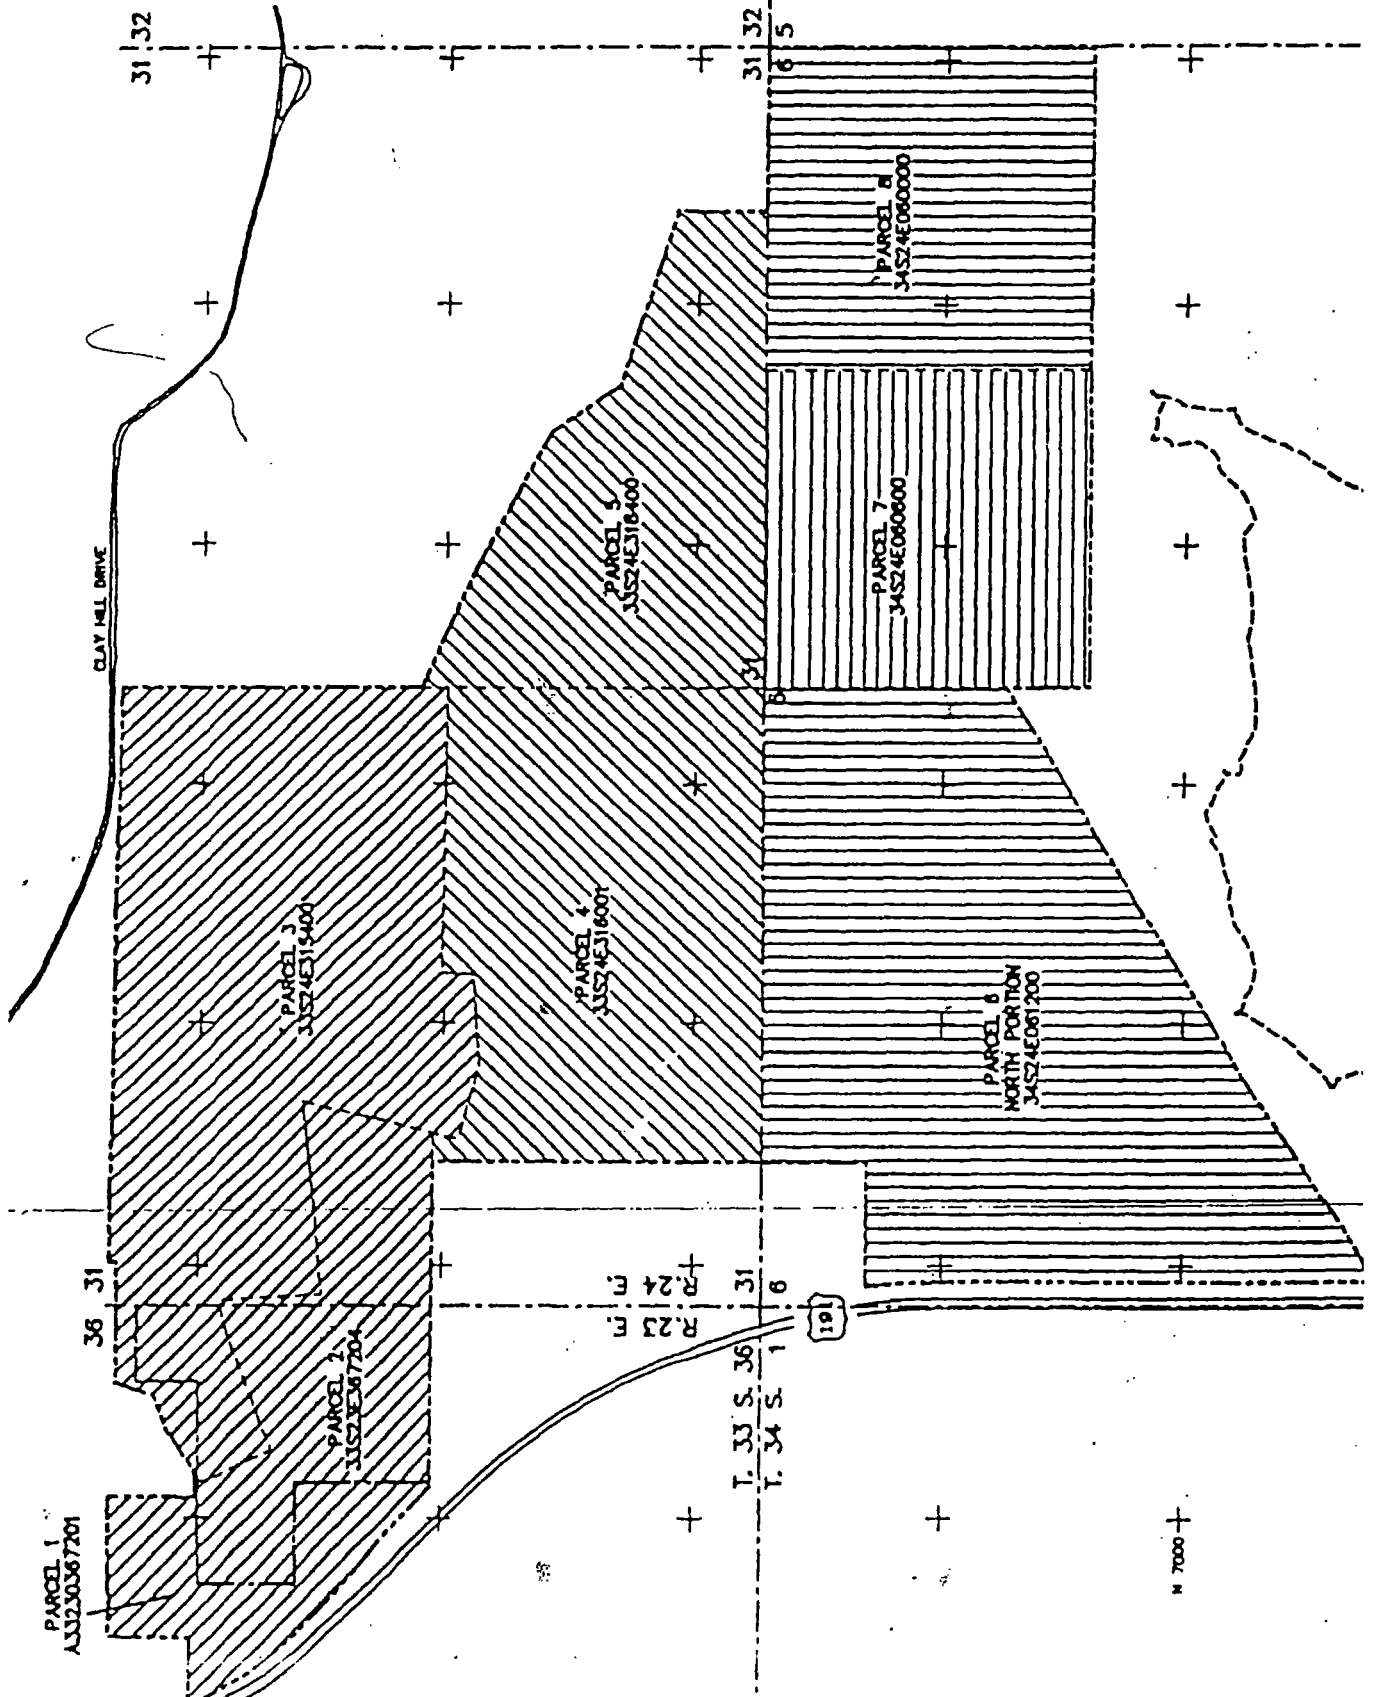 PARCEL 1
A33230367201
PARCEL 2
33S23E367204
PARCEL 3
33S24E315400
PARCEL 4
33S24E316001
PARCEL 5
33S24E318400
PARCEL 6
NORTH PORTION
34S24E061200
PARCEL 7
34S24E060600
PARCEL 8
34S24E060000
CLAY HILL DRIVE
36 31
31 32
31 32
6 5
31
6
R.23 E. R.24 E.
T. 33 S. 36 31
T. 34 S. 1 6
191
N 7000